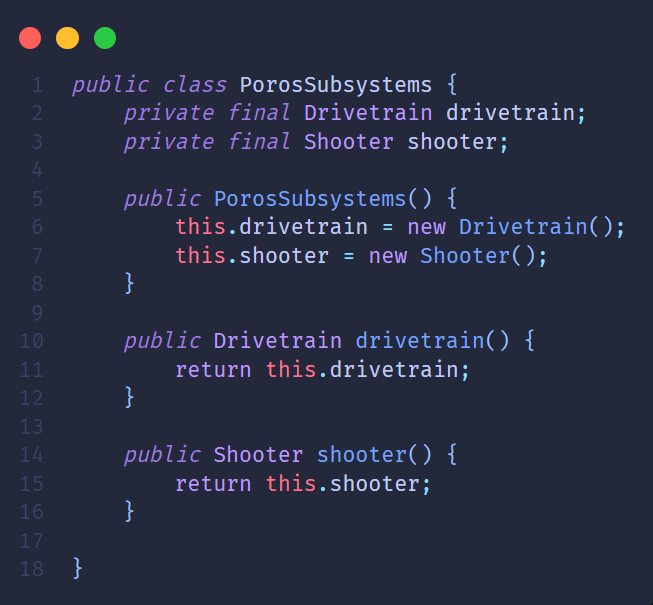 1 public class PorosSubsystems {
2     private final Drivetrain drivetrain;
3     private final Shooter shooter;
4
5     public PorosSubsystems() {
6         this.drivetrain = new Drivetrain();
7         this.shooter = new Shooter();
8     }
9
10     public Drivetrain drivetrain() {
11         return this.drivetrain;
12     }
13
14     public Shooter shooter() {
15         return this.shooter;
16     }
17
18 }